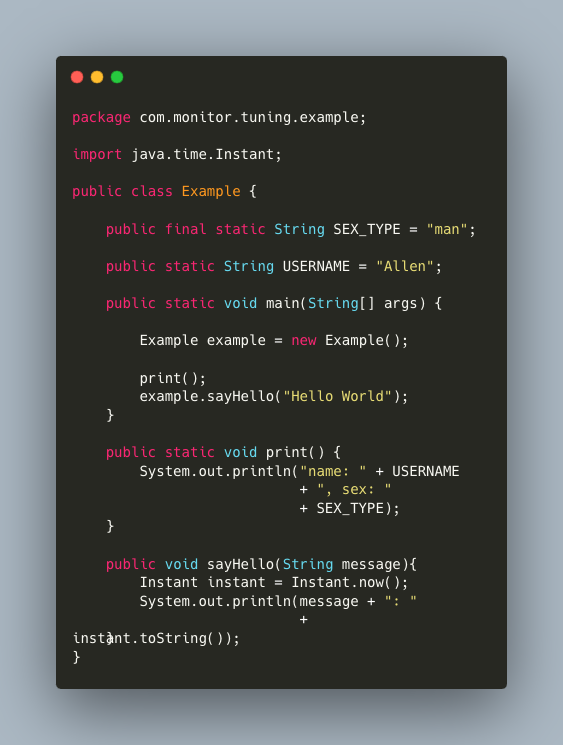 package com.monitor.tuning.example;
import java.time.Instant;
public class Example {
public final static String SEX_TYPE = "man";
public static String USERNAME = "Allen";
public static void main(String[] args) {
Example example = new Example();
print();
example.sayHello("Hello World");
}
public static void print() {
System.out.println("name: " + USERNAME
+ ", sex: "
+ SEX_TYPE);
}
public void sayHello(String message){
Instant instant = Instant.now();
System.out.println(message + ": "
+
instant.toString());
}
}